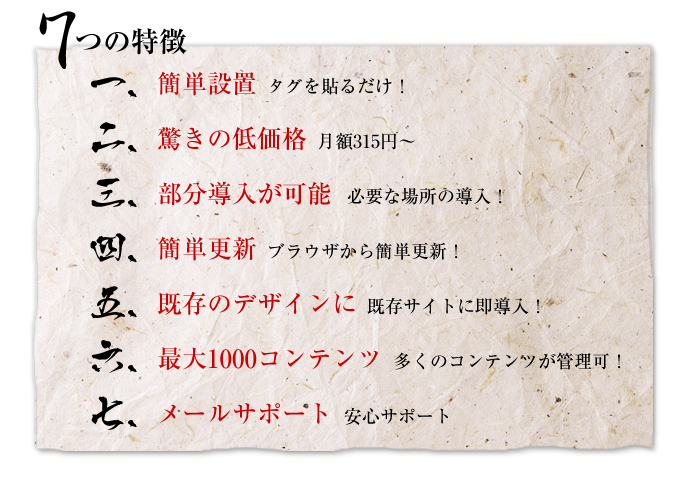 7つの特徴
一、 簡単設置 タグを貼るだけ！
二、 驚きの低価格 月額315円～
三、 部分導入が可能 必要な場所の導入！
四、 簡単更新 ブラウザから簡単更新！
五、 既存のデザインに 既存サイトに即導入！
六、 最大1000コンテンツ 多くのコンテンツが管理可！
七、 メールサポート 安心サポート